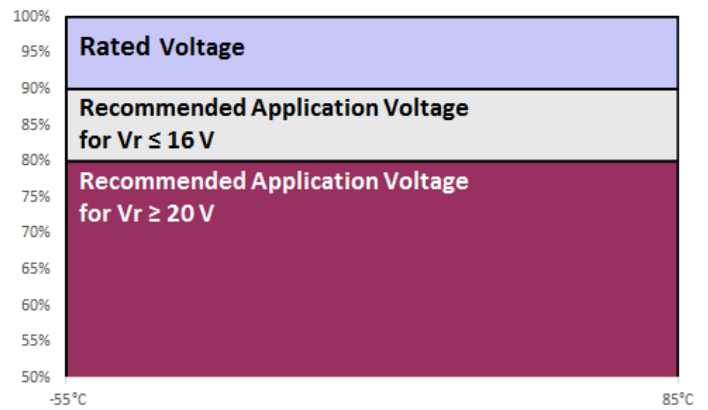 100%
95%
90%
85%
80%
75%
70%
65%
60%
55%
50%
Rated Voltage
Recommended Application Voltage
for Vr ≤ 16 V
Recommended Application Voltage
for Vr ≥ 20 V
-55°C
85°C